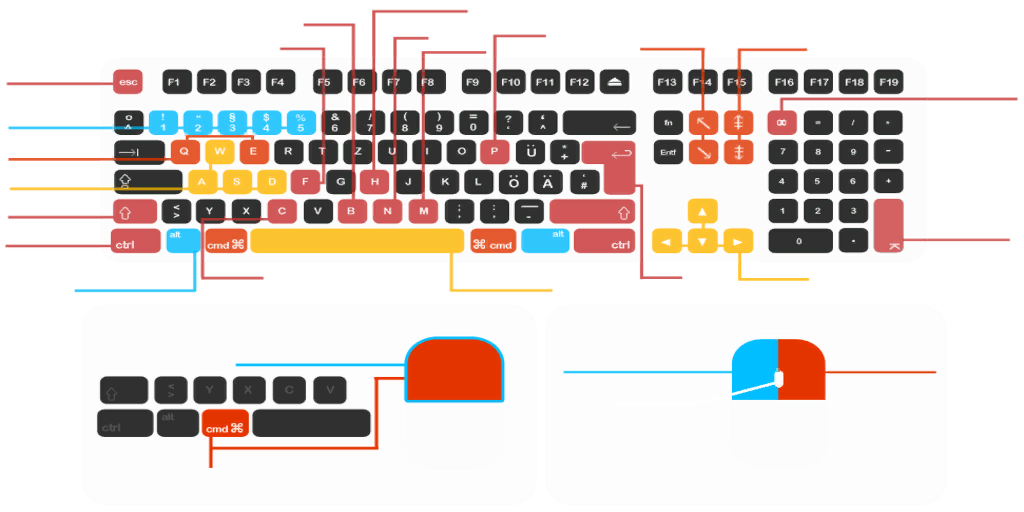 esc F1 F2 F3 F4 F5 F6 F7 F8 F9 F10 F11 F12 F13 F14 F15 F16 F17 F18 F19
° ! " § $ % & / ( ) = ? `
^ 1 2 3 4 5 6 7 8 9 0 ´ fn = / *
Q W E R T Z U I O P Ü * + Entf 7 8 9 -
A S D F G H J K L Ö Ä ' # 4 5 6 +
> < Y X C V B N M ; , : . _ - 1 2 3
ctrl alt cmd ⌘ ⌘ cmd alt ctrl 0
> < Y X C V
ctrl alt cmd ⌘